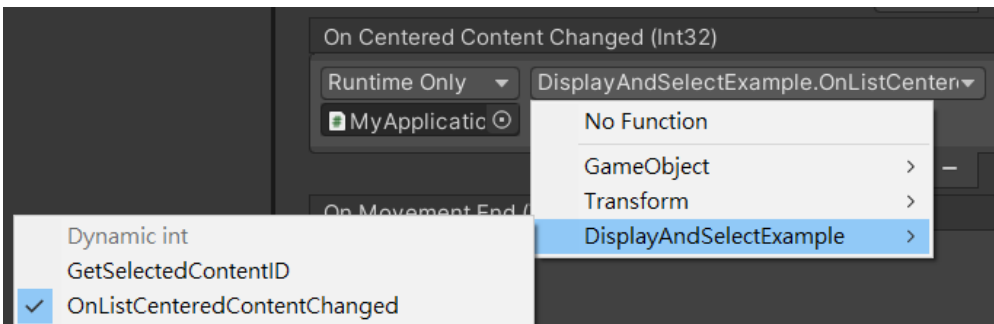 On Centered Content Changed (Int32)
Runtime Only
DisplayAndSelectExample.OnListCenter
MyApplicatic
No Function
GameObject
Transform
On Movement End (
DisplayAndSelectExample
Dynamic int
GetSelectedContentID
OnListCenteredContentChanged